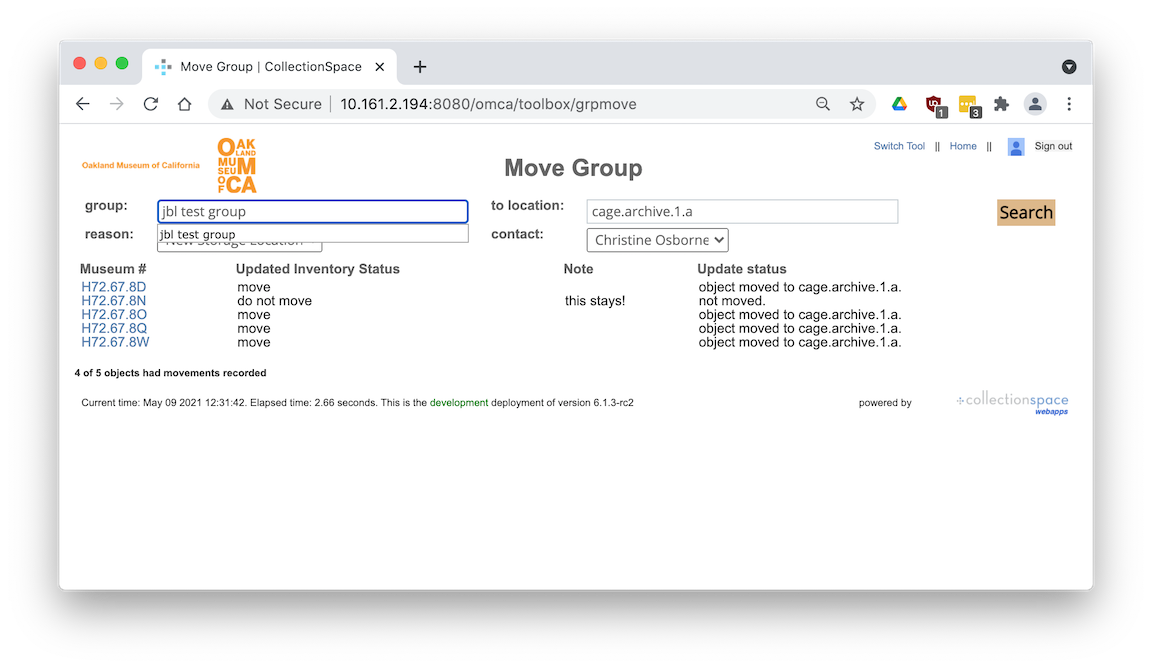 Move Group | CollectionSpace
Not Secure 10.161.2.194:8080/omca/toolbox/grpmove
1
3
Switch Tool || Home || Sign out
Oakland Museum of California
OAK
LAND
MU M
SEU
OF CA
Move Group
group: jbl test group to location: cage.archive.1.a Search
jbl test group
reason: New Storage Location contact: Christine Osborne
Museum # Updated Inventory Status Note Update status
H72.67.8D move object moved to cage.archive.1.a.
H72.67.8N do not move this stays! not moved.
H72.67.8O move object moved to cage.archive.1.a.
H72.67.8Q move object moved to cage.archive.1.a.
H72.67.8W move object moved to cage.archive.1.a.
4 of 5 objects had movements recorded
Current time: May 09 2021 12:31:42. Elapsed time: 2.66 seconds. This is the development deployment of version 6.1.3-rc2 powered by collectionspace
webapps